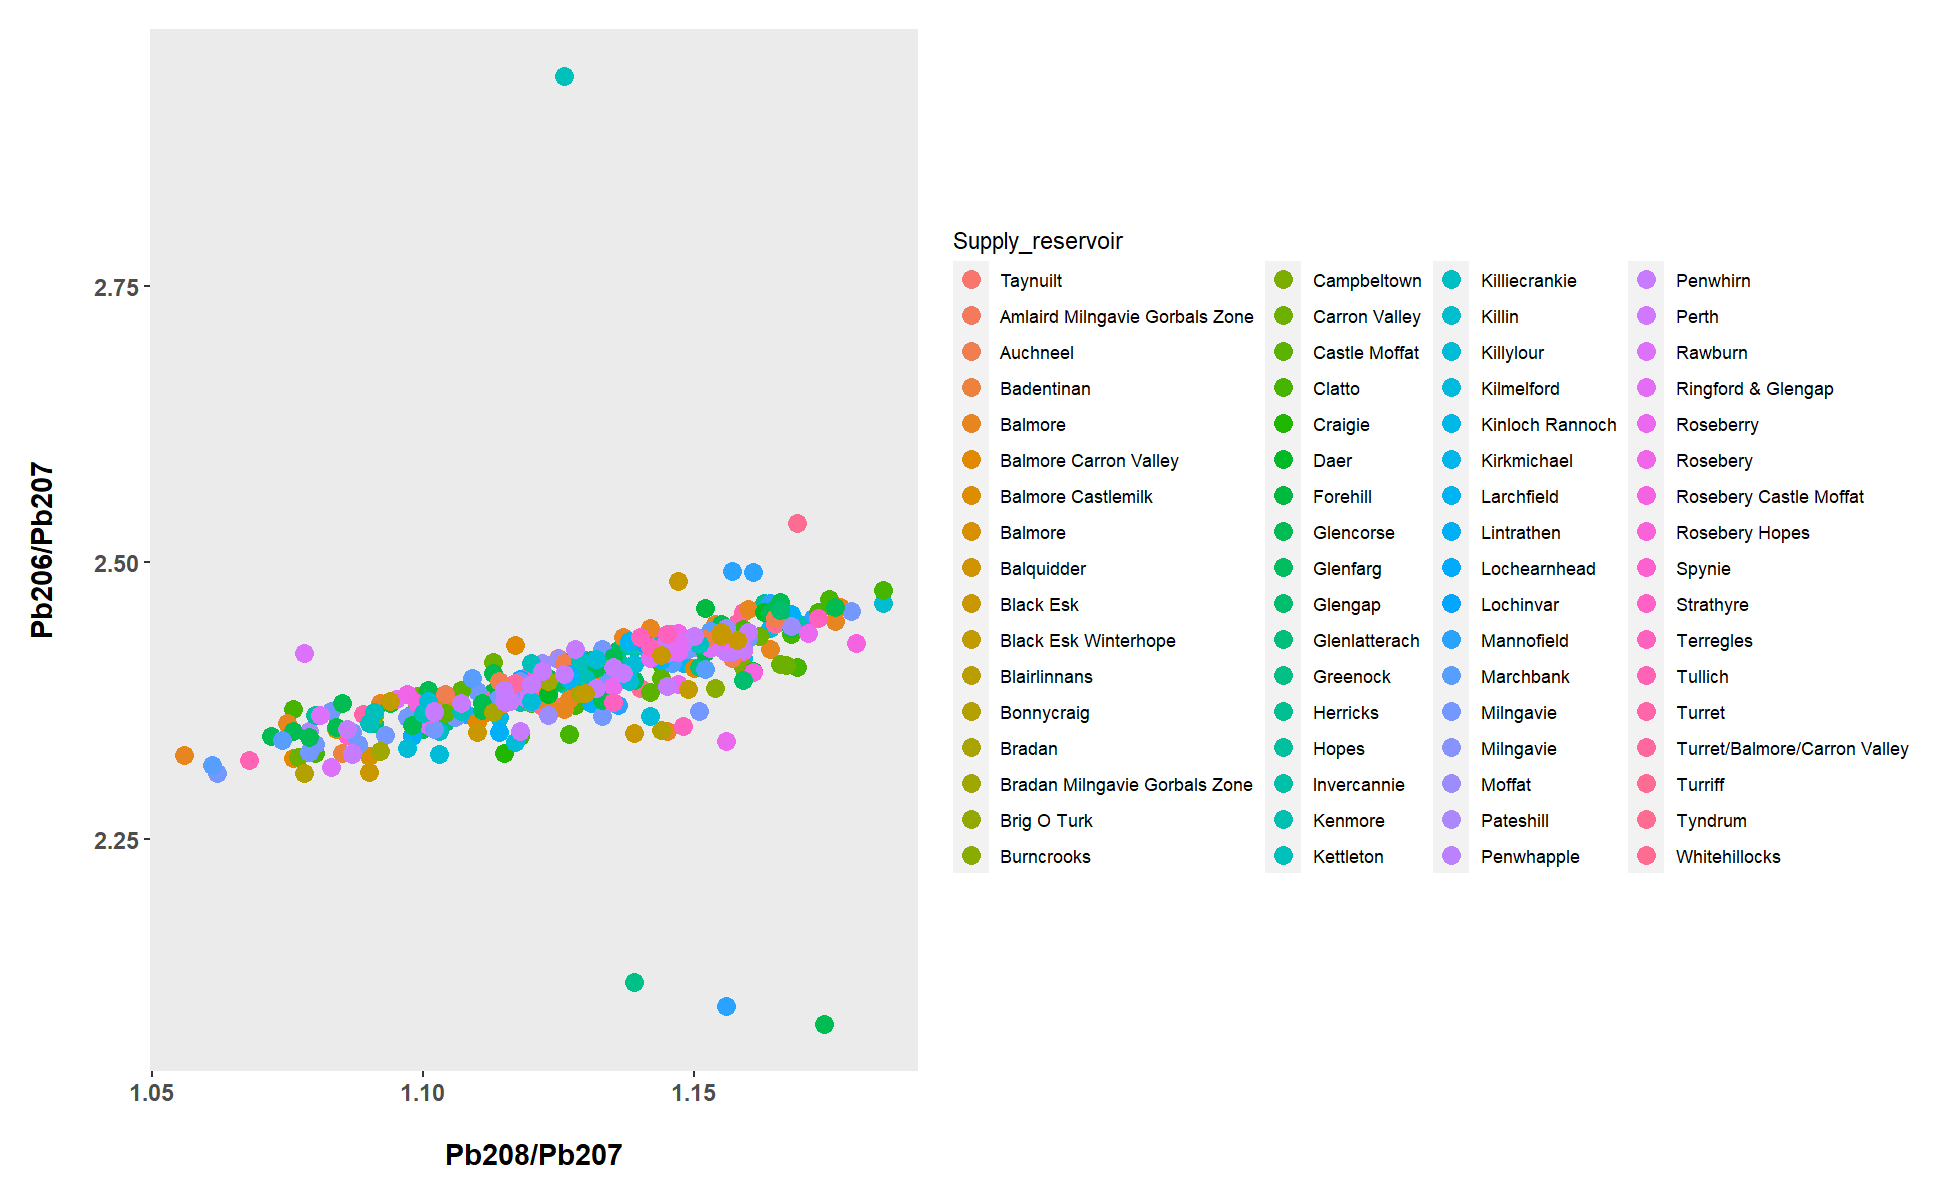 Pb206/Pb207
2.75
2.50
2.25
1.05 1.10 1.15
Pb208/Pb207
Supply_reservoir
Taynuilt
Amlaird Milngavie Gorbals Zone
Auchneel
Badentinan
Balmore
Balmore Carron Valley
Balmore Castlemilk
Balmore
Balquidder
Black Esk
Black Esk Winterhope
Blairlinnans
Bonnycraig
Bradan
Bradan Milngavie Gorbals Zone
Brig O Turk
Burncrooks
Campbeltown
Carron Valley
Castle Moffat
Clatto
Craigie
Daer
Forehill
Glencorse
Glenfarg
Glengap
Glenlatterach
Greenock
Herricks
Hopes
Invercannie
Kenmore
Kettleton
Killiecrankie
Killin
Killylour
Kilmelford
Kinloch Rannoch
Kirkmichael
Larchfield
Lintrathen
Lochearnhead
Lochinvar
Mannofield
Marchbank
Milngavie
Milngavie
Moffat
Pateshill
Penwhapple
Penwhirn
Perth
Rawburn
Ringford & Glengap
Roseberry
Rosebery
Rosebery Castle Moffat
Rosebery Hopes
Spynie
Strathyre
Terregles
Tullich
Turret
Turret/Balmore/Carron Valley
Turriff
Tyndrum
Whitehillocks